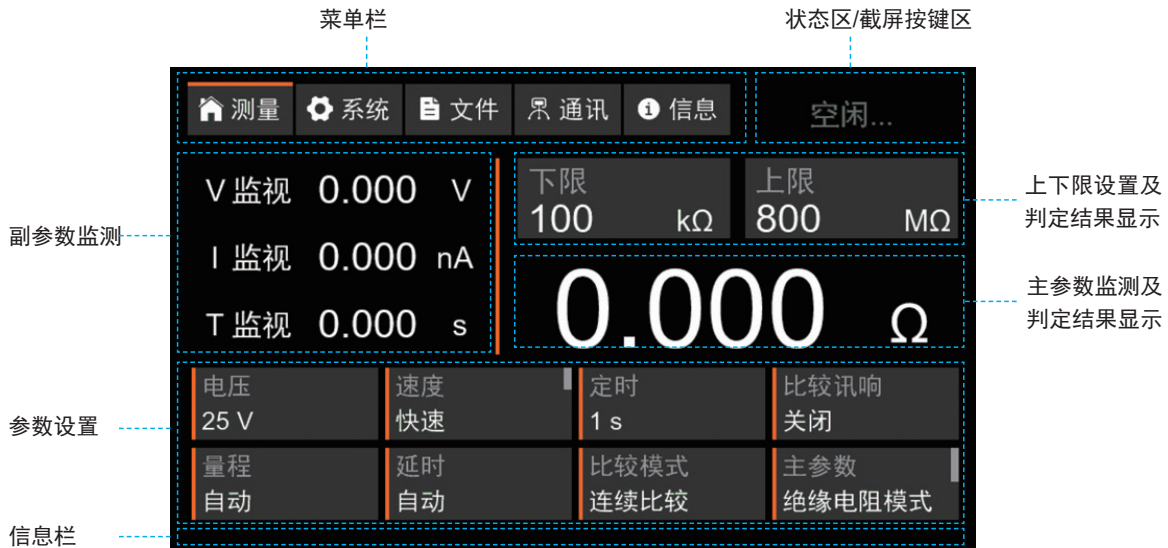 菜单栏
状态区/截屏按键区
测量 系统 文件 通讯 信息
空闲...
副参数监测
V 监视 0.000 V
I 监视 0.000 nA
T 监视 0.000 s
下限
100 kΩ
上限
800 MΩ
上下限设置及
判定结果显示
0.000 Ω
主参数监测及
判定结果显示
参数设置
电压
25 V
速度
快速
定时
1 s
比较讯响
关闭
量程
自动
延时
自动
比较模式
连续比较
主参数
绝缘电阻模式
信息栏